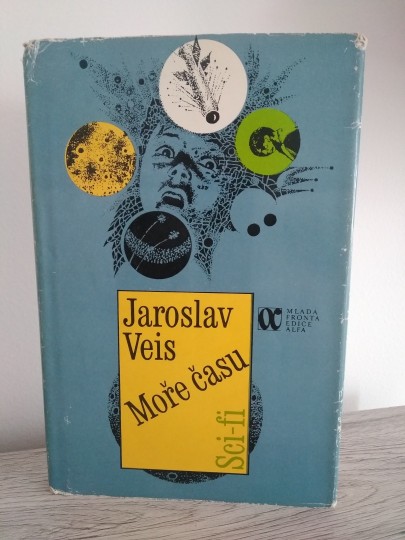 Jaroslav
Veis
Moře času
Sci-fi
MLADÁ
FRONTA
EDICE
ALFA